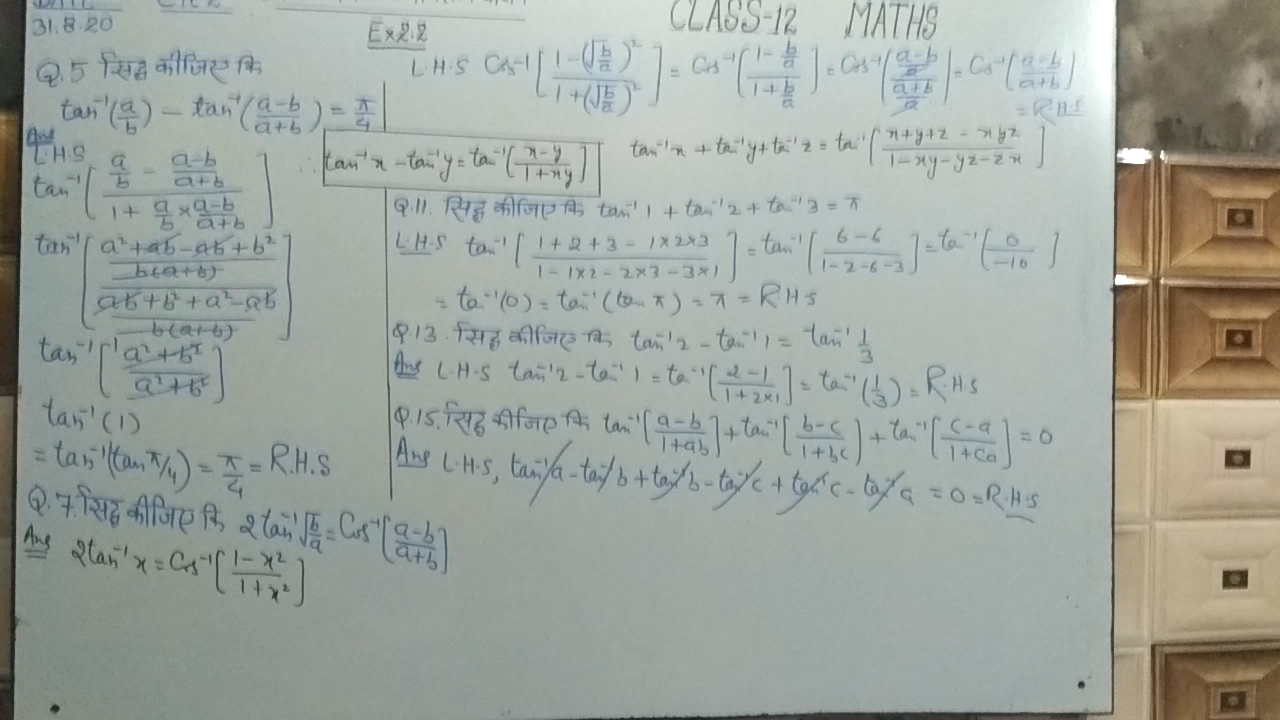 31.8.20
Ex 2.2
CLASS-12 MATHS
Q.5 सिद्ध कीजिए कि
tan⁻¹(a/b) - tan⁻¹((a-b)/(a+b)) = π/4
Ans
L.H.S
tan⁻¹[(a/b - (a-b)/(a+b)) / (1 + a/b × (a-b)/(a+b))]
∴ tan⁻¹x - tan⁻¹y = tan⁻¹[(x-y)/(1+xy)]
tan⁻¹[((a²+ab-ab+b²)/(b(a+b))) / ((ab+b²+a²-ab)/(b(a+b)))]
tan⁻¹[(a²+b²)/(a²+b²)]
tan⁻¹(1)
= tan⁻¹(tan π/4) = π/4 = R.H.S
Q.7. सिद्ध कीजिए कि 2tan⁻¹√(b/a) = Cos⁻¹[(a-b)/(a+b)]
Ans 2tan⁻¹x = Cos⁻¹[(1-x²)/(1+x²)]
L.H.S Cos⁻¹[(1-(√(b/a))²)/(1+(√(b/a))²)] = Cos⁻¹[(1-b/a)/(1+b/a)] = Cos⁻¹[((a-b)/a)/((a+b)/a)] = Cos⁻¹[(a-b)/(a+b)]
= R.H.S
tan⁻¹x + tan⁻¹y + tan⁻¹z = tan⁻¹[(x+y+z-xyz)/(1-xy-yz-zx)]
Q.11. सिद्ध कीजिए कि tan⁻¹1 + tan⁻¹2 + tan⁻¹3 = π
L.H.S tan⁻¹[(1+2+3-1×2×3)/(1-1×2-2×3-3×1)] = tan⁻¹[(6-6)/(1-2-6-3)] = tan⁻¹[0/-10]
= tan⁻¹(0) = tan⁻¹(tan π) = π = R.H.S
Q.13. सिद्ध कीजिए कि tan⁻¹2 - tan⁻¹1 = tan⁻¹ 1/3
Ans L.H.S tan⁻¹2 - tan⁻¹1 = tan⁻¹[(2-1)/(1+2×1)] = tan⁻¹(1/3) = R.H.S
Q.15. सिद्ध कीजिए कि tan⁻¹[(a-b)/(1+ab)] + tan⁻¹[(b-c)/(1+bc)] + tan⁻¹[(c-a)/(1+ca)] = 0
Ans L.H.S, tan⁻¹a - tan⁻¹b + tan⁻¹b - tan⁻¹c + tan⁻¹c - tan⁻¹a = 0 = R.H.S